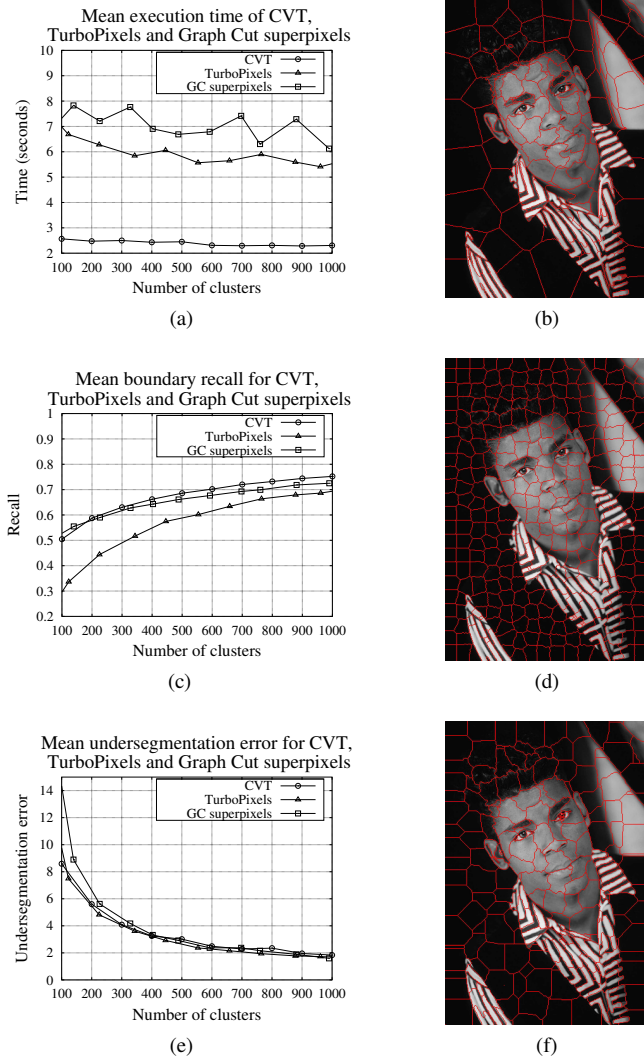 Mean execution time of CVT,
TurboPixels and Graph Cut superpixels
10
9
8
7
6
5
4
3
2
Time (seconds)
CVT
TurboPixels
GC superpixels
100 200 300 400 500 600 700 800 900 1000
Number of clusters
(a)
(b)
Mean boundary recall for CVT,
TurboPixels and Graph Cut superpixels
1
0.9
0.8
0.7
0.6
0.5
0.4
0.3
0.2
Recall
CVT
TurboPixels
GC superpixels
100 200 300 400 500 600 700 800 900 1000
Number of clusters
(c)
(d)
Mean undersegmentation error for CVT,
TurboPixels and Graph Cut superpixels
14
12
10
8
6
4
2
0
Undersegmentation error
CVT
TurboPixels
GC superpixels
100 200 300 400 500 600 700 800 900 1000
Number of clusters
(e)
(f)